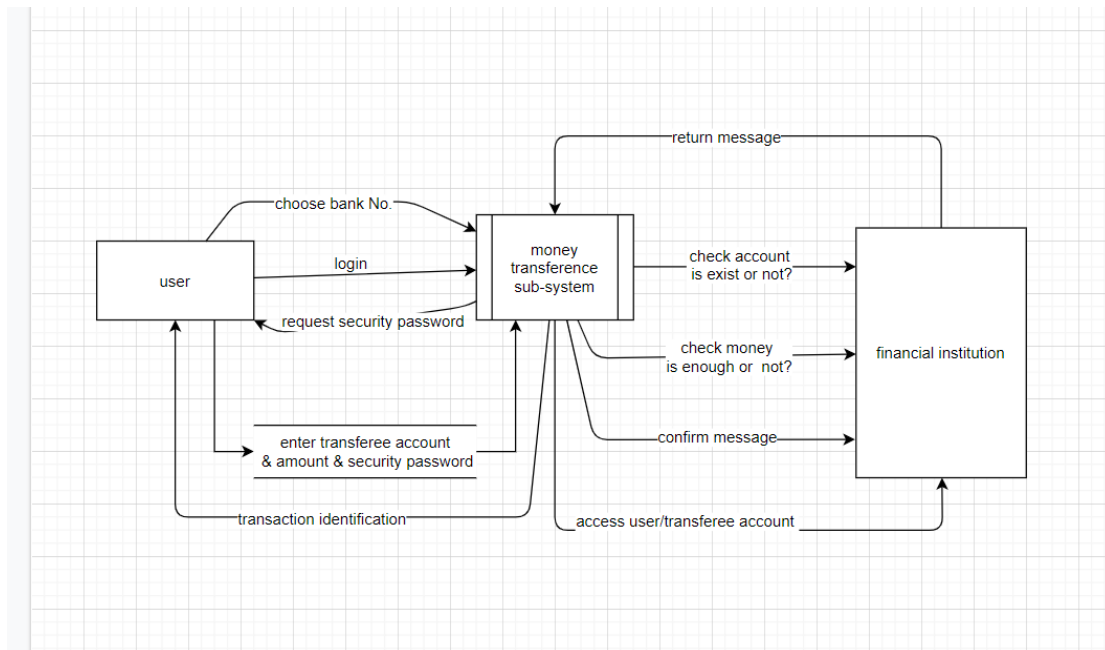 return message
choose bank No.
money
transference
sub-system
check account
is exist or not?
login
user
request security password
check money
is enough or not?
financial institution
enter transferee account
& amount & security password
confirm message
transaction identification
access user/transferee account